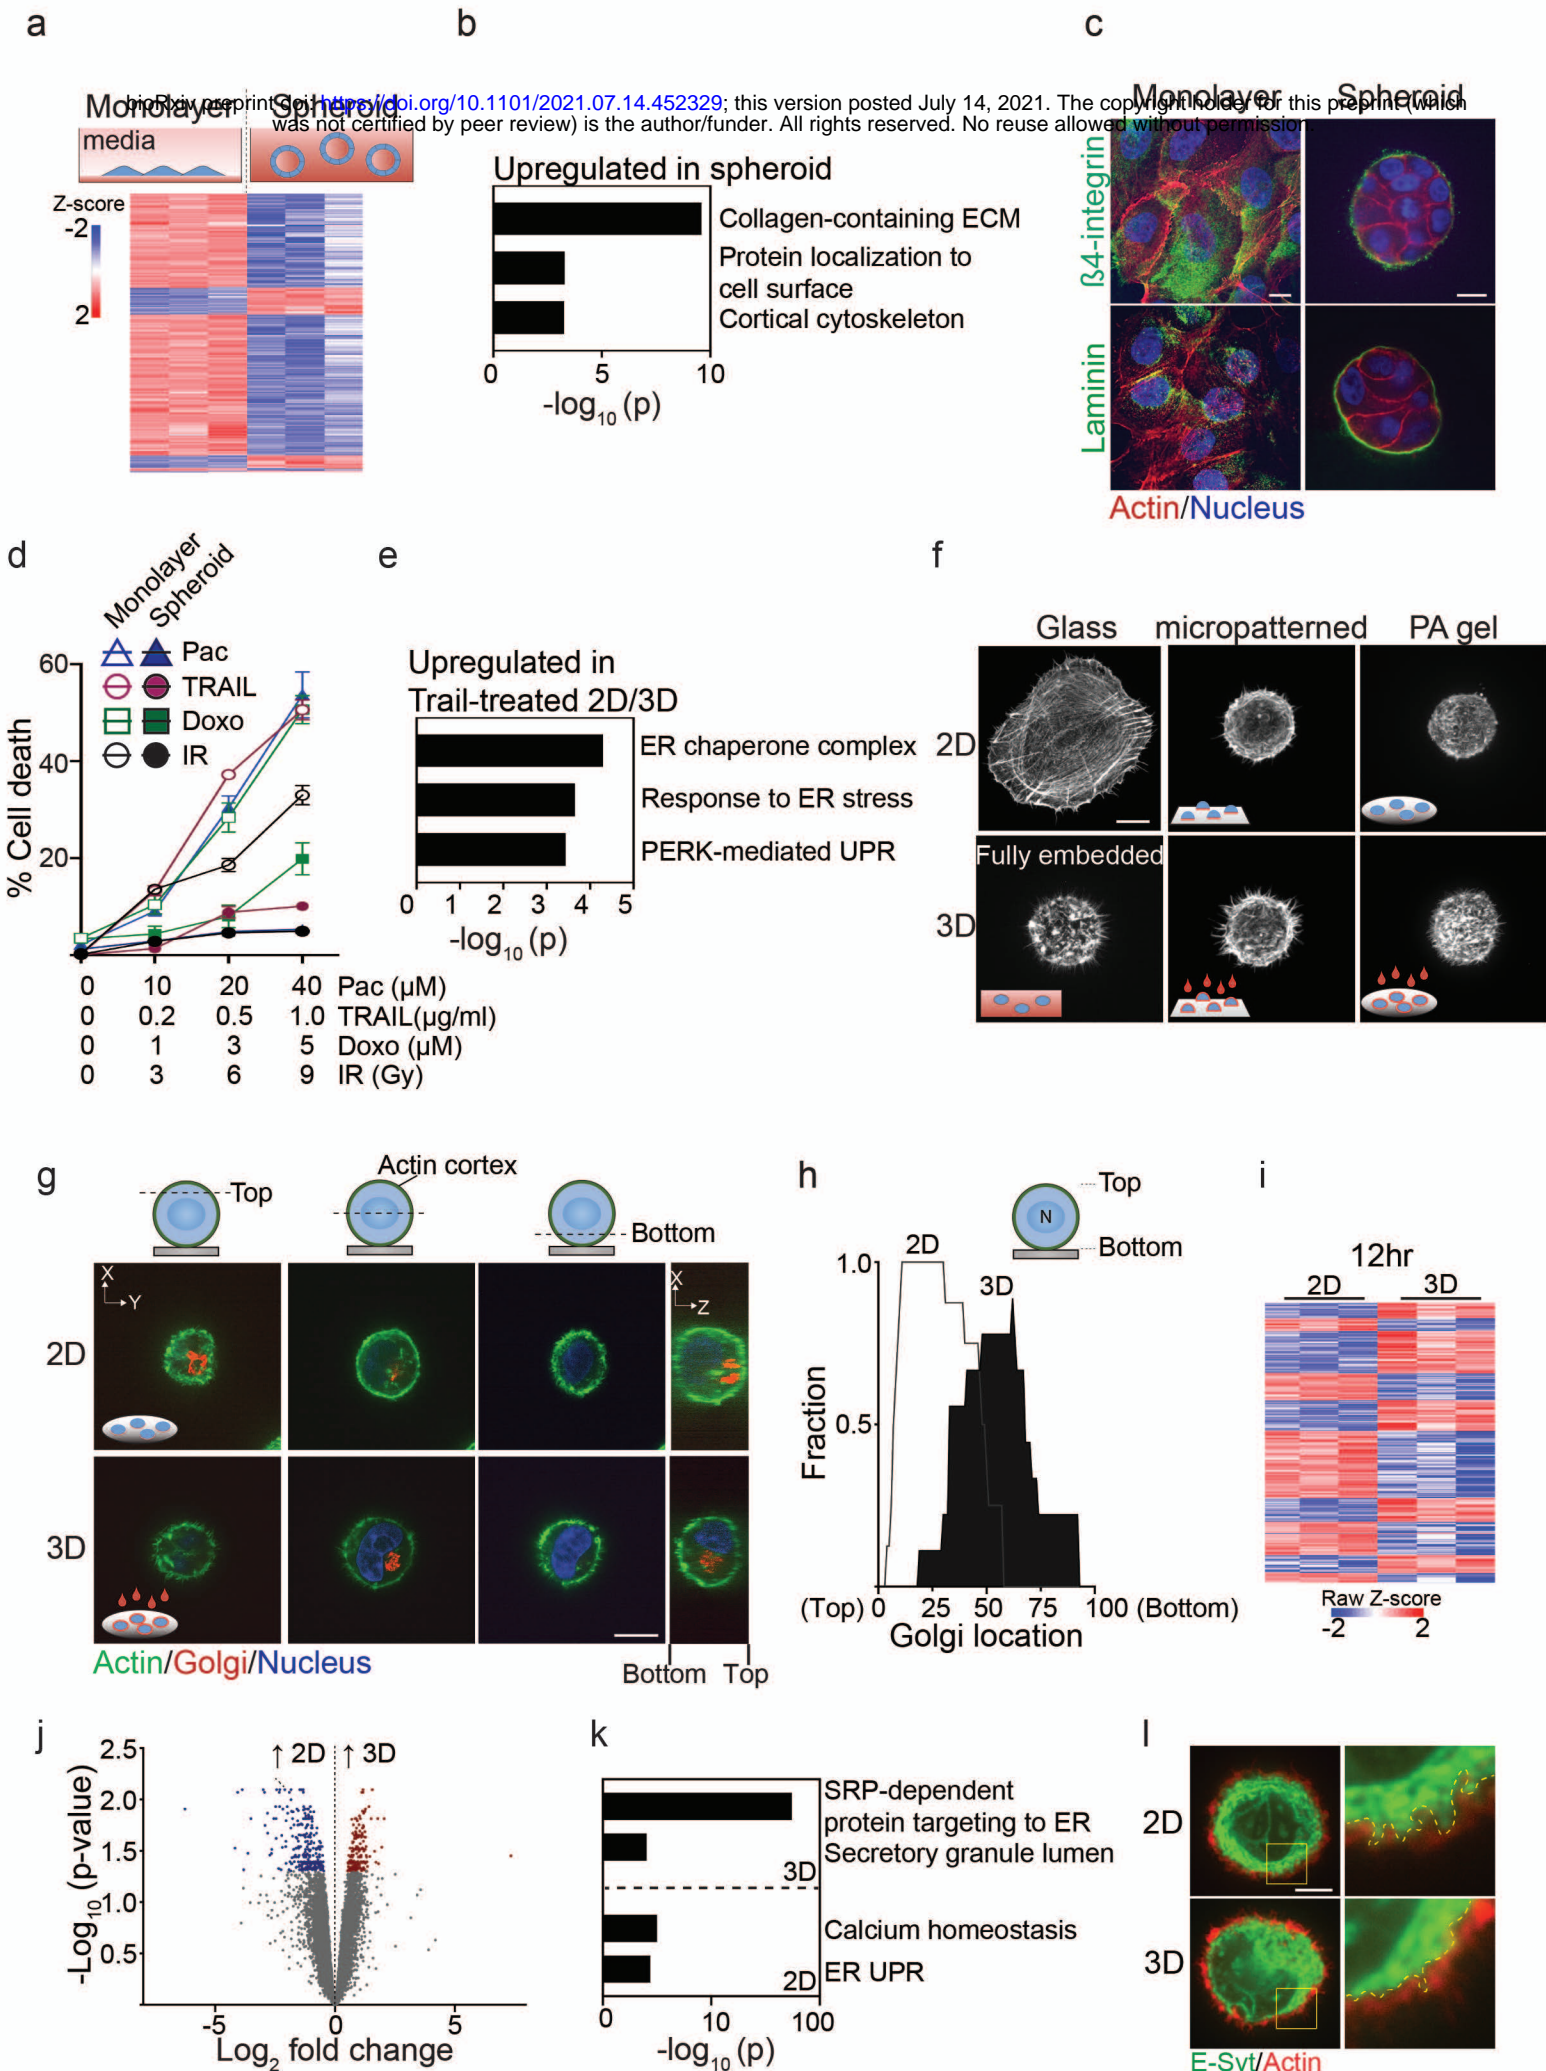 a
b
c
bioRxiv preprint doi: https://doi.org/10.1101/2021.07.14.452329; this version posted July 14, 2021. The copyright holder for this preprint (which
was not certified by peer review) is the author/funder. All rights reserved. No reuse allowed without permission.
Monolayer Spheroid
media
Z-score
-2
2
Upregulated in spheroid
Collagen-containing ECM
Protein localization to
cell surface
Cortical cytoskeleton
0 5 10
-log10 (p)
Monolayer Spheroid
ß4-integrin
Laminin
Actin/Nucleus
d
Monolayer
Spheroid
Pac
TRAIL
Doxo
IR
% Cell death
60
40
20
0 10 20 40 Pac (µM)
0 0.2 0.5 1.0 TRAIL(µg/ml)
0 1 3 5 Doxo (µM)
0 3 6 9 IR (Gy)
e
Upregulated in
Trail-treated 2D/3D
ER chaperone complex
Response to ER stress
PERK-mediated UPR
0 1 2 3 4 5
-log10 (p)
f
Glass micropatterned PA gel
2D
Fully embedded
3D
g
Top
Actin cortex
Bottom
X
Y
X
Z
2D
3D
Actin/Golgi/Nucleus
Bottom Top
h
N
Top
Bottom
2D
3D
1.0
0.5
Fraction
(Top) 0 25 50 75 100 (Bottom)
Golgi location
i
12hr
2D 3D
Raw Z-score
-2 2
j
↑ 2D ↑ 3D
2.5
2.0
1.5
1.0
0.5
-Log10 (p-value)
-5 0 5
Log2 fold change
k
SRP-dependent
protein targeting to ER
Secretory granule lumen
3D
Calcium homeostasis
ER UPR
2D
0 10 100
-log10 (p)
l
2D
3D
E-Syt/Actin